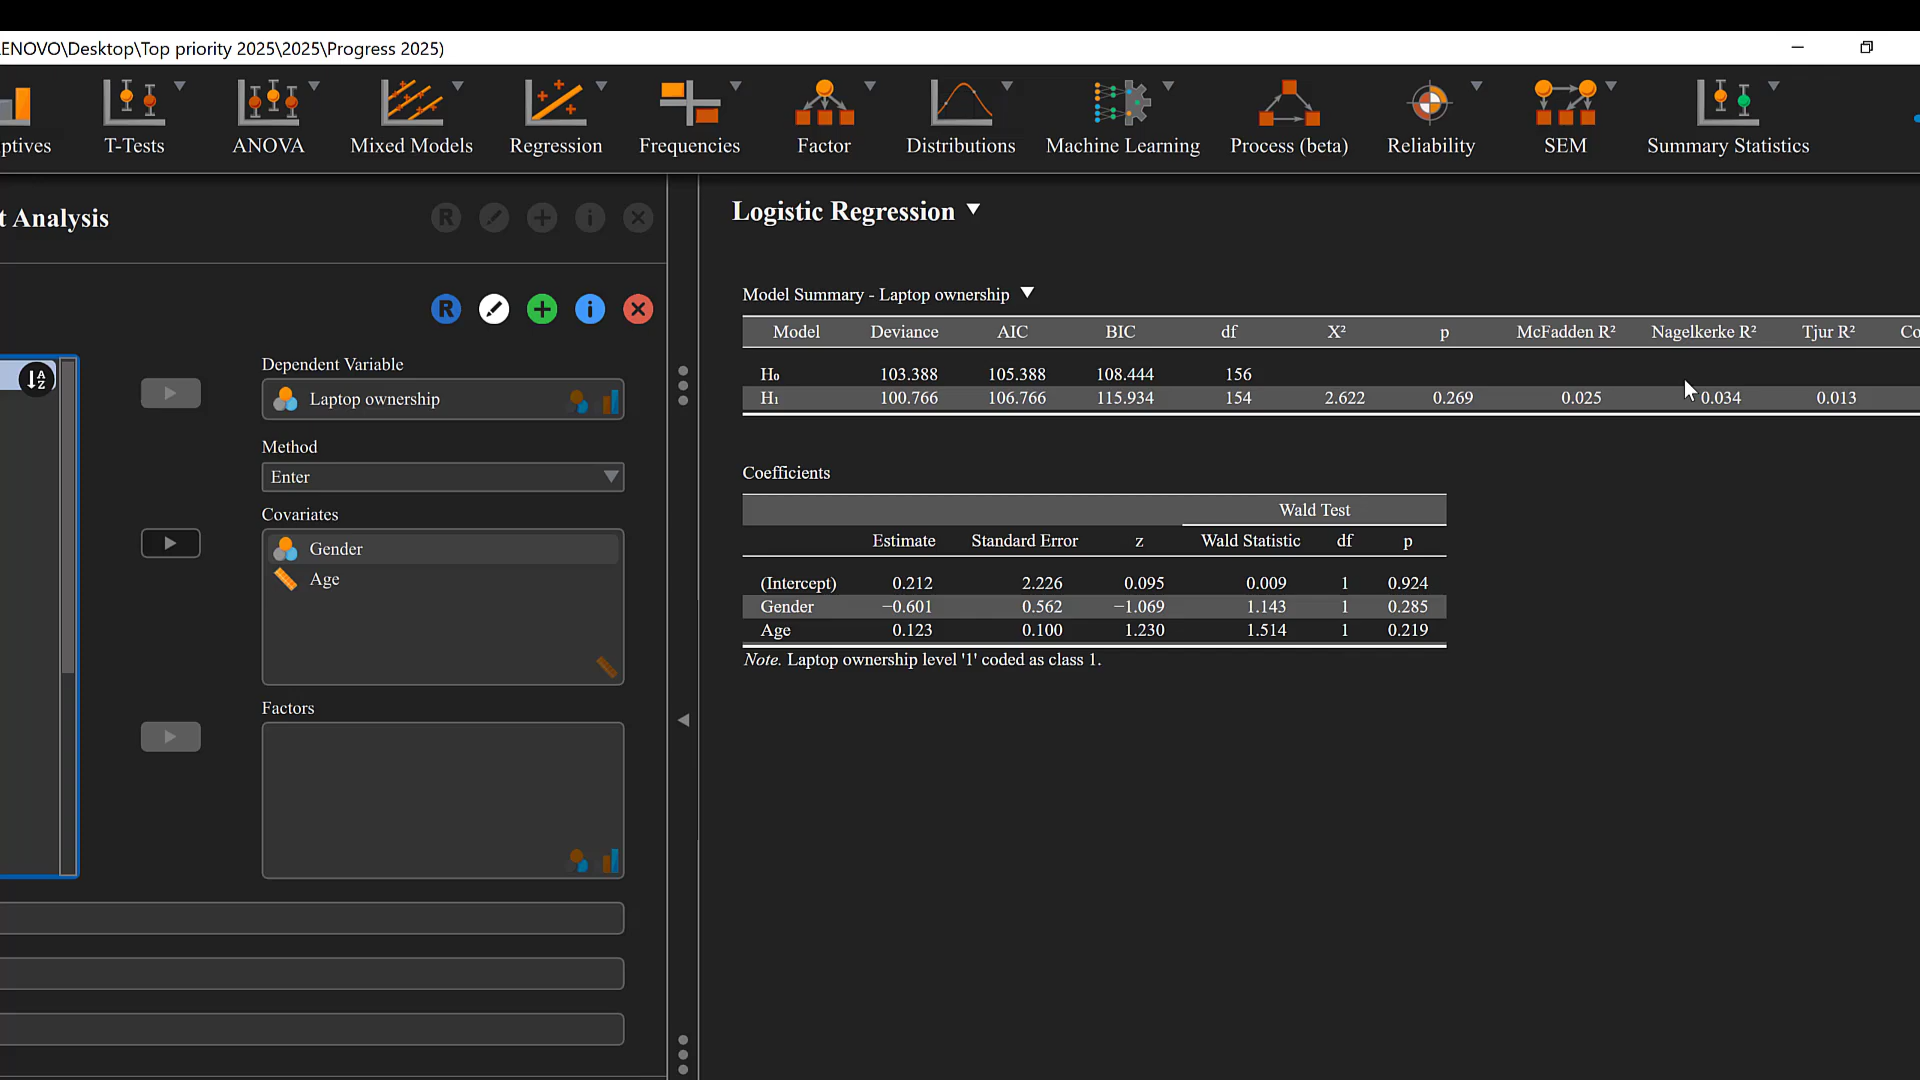 ENOVO\Desktop\Top priority 2025\2025\Progress 2025)
ptives T-Tests ANOVA Mixed Models Regression Frequencies Factor Distributions Machine Learning Process (beta) Reliability SEM Summary Statistics
t Analysis
R
R
Dependent Variable
Laptop ownership
Method
Enter
Covariates
Gender
Age
Factors
Logistic Regression
Model Summary - Laptop ownership
Model Deviance AIC BIC df X² p McFadden R² Nagelkerke R² Tjur R² Co
H₀ 103.388 105.388 108.444 156
H₁ 100.766 106.766 115.934 154 2.622 0.269 0.025 0.034 0.013
Coefficients
Wald Test
Estimate Standard Error z Wald Statistic df p
(Intercept) 0.212 2.226 0.095 0.009 1 0.924
Gender −0.601 0.562 −1.069 1.143 1 0.285
Age 0.123 0.100 1.230 1.514 1 0.219
Note. Laptop ownership level '1' coded as class 1.